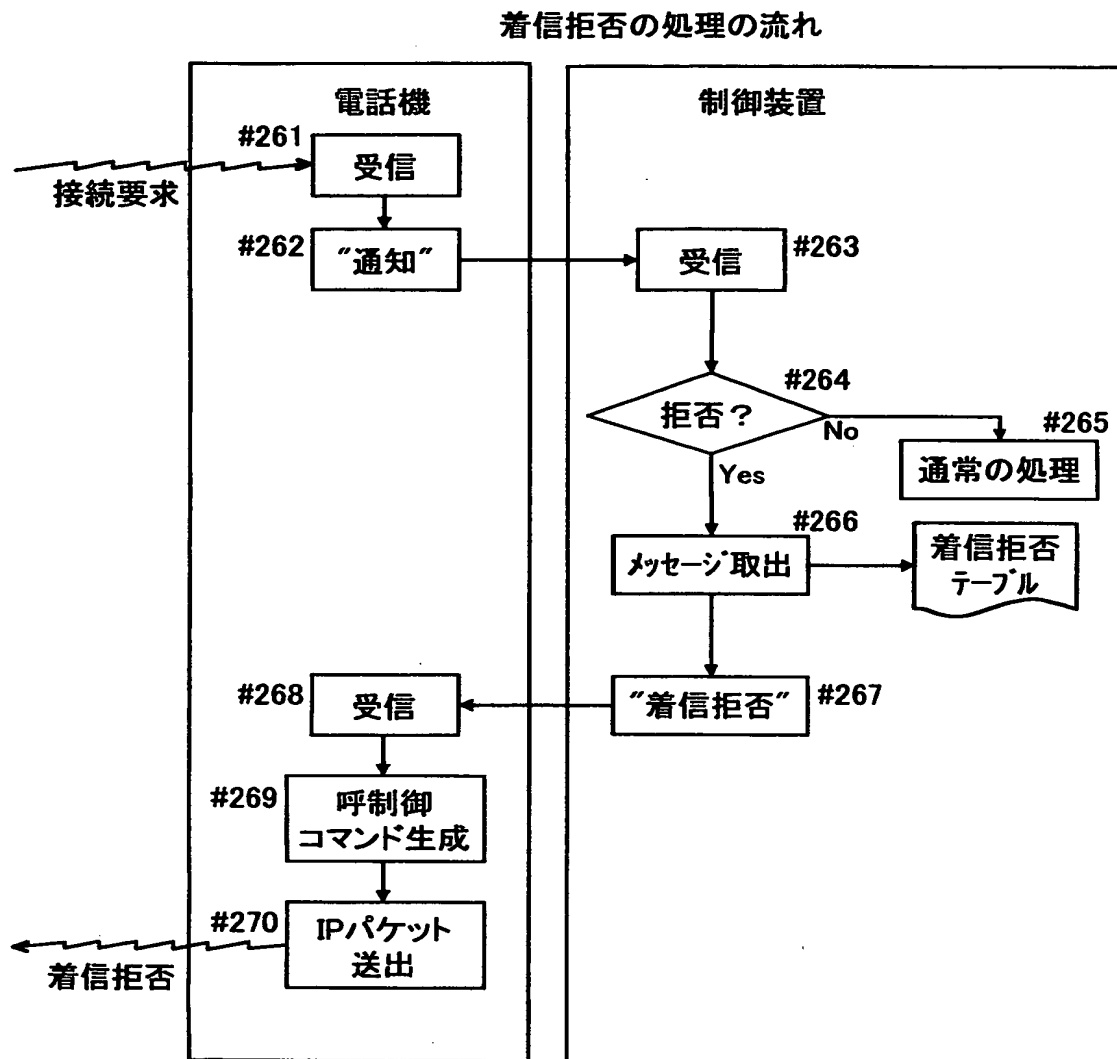 着信拒否の処理の流れ
電話機
制御装置
#261
受信
接続要求
#262
"通知"
受信
#263
拒否？
#264
No
#265
通常の処理
Yes
#266
メッセージ取出
着信拒否
テーブル
#268
受信
"着信拒否"
#267
#269
呼制御
コマンド生成
#270
IPパケット
送出
着信拒否